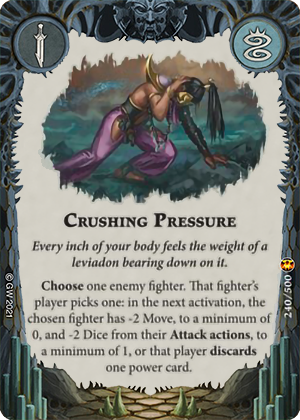 CRUSHING PRESSURE
Every inch of your body feels the weight of a
leviadon bearing down on it.
Choose one enemy fighter. That fighter's
player picks one: in the next activation, the
chosen fighter has -2 Move, to a minimum of
0, and -2 Dice from their Attack actions, to
a minimum of 1, or that player discards
one power card.
© GW 2021
240/500